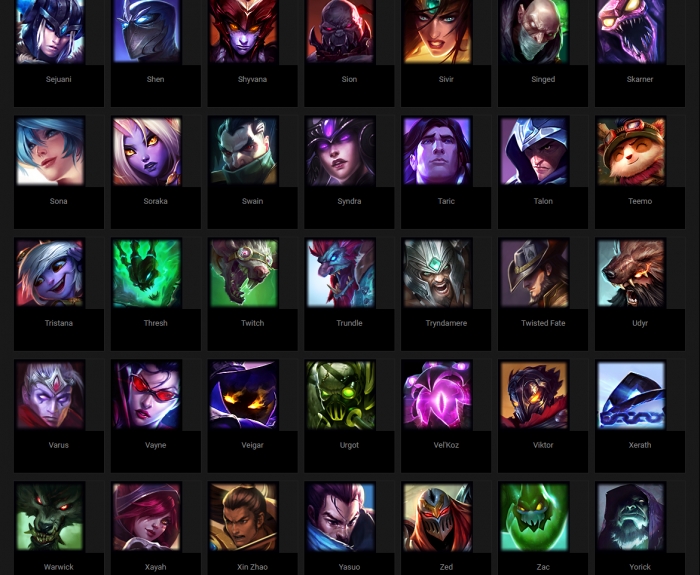 Sejuani
Shen
Shyvana
Sion
Sivir
Singed
Skarner
Sona
Soraka
Swain
Syndra
Taric
Talon
Teemo
Tristana
Thresh
Twitch
Trundle
Tryndamere
Twisted Fate
Udyr
Varus
Vayne
Veigar
Urgot
Vel'Koz
Viktor
Xerath
Warwick
Xayah
Xin Zhao
Yasuo
Zed
Zac
Yorick